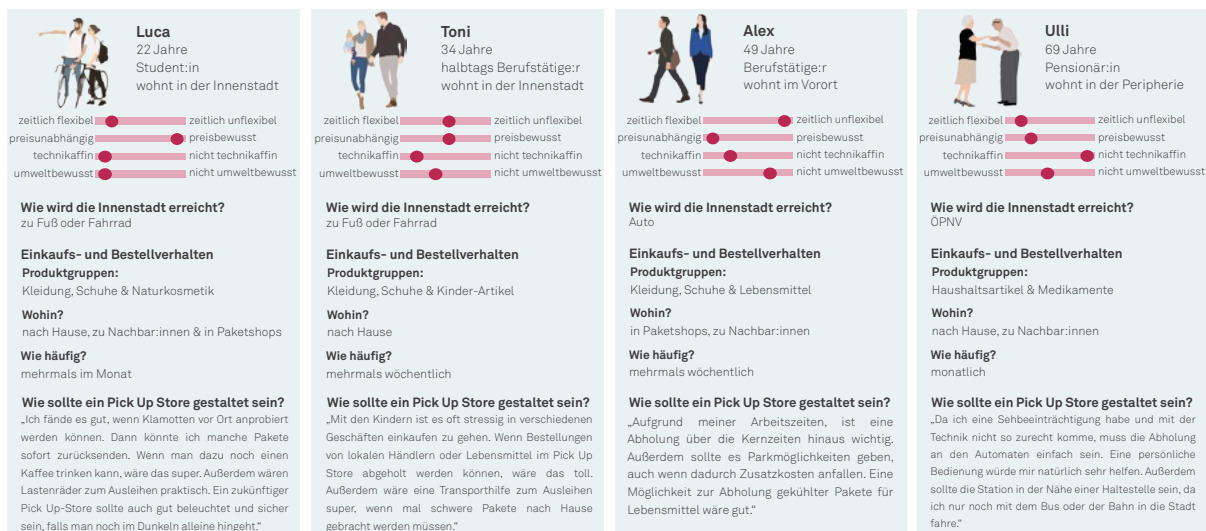 Luca
22 Jahre
Student:in
wohnt in der Innenstadt
zeitlich flexibel zeitlich unflexibel
preisunabhängig preisbewusst
technikaffin nicht technikaffin
umweltbewusst nicht umweltbewusst
Wie wird die Innenstadt erreicht?
zu Fuß oder Fahrrad
Einkaufs- und Bestellverhalten
Produktgruppen:
Kleidung, Schuhe & Naturkosmetik
Wohin?
nach Hause, zu Nachbar:innen & in Paketshops
Wie häufig?
mehrmals im Monat
Wie sollte ein Pick Up Store gestaltet sein?
„Ich fände es gut, wenn Klamotten vor Ort anprobiert
werden können. Dann könnte ich manche Pakete
sofort zurücksenden. Wenn man dazu noch einen
Kaffee trinken kann, wäre das super. Außerdem wären
Lastenräder zum Ausleihen praktisch. Ein zukünftiger
Pick Up-Store sollte auch gut beleuchtet und sicher
sein, falls man noch im Dunkeln alleine hingeht.“
Toni
34 Jahre
halbtags Berufstätige:r
wohnt in der Innenstadt
zeitlich flexibel zeitlich unflexibel
preisunabhängig preisbewusst
technikaffin nicht technikaffin
umweltbewusst nicht umweltbewusst
Wie wird die Innenstadt erreicht?
zu Fuß oder Fahrrad
Einkaufs- und Bestellverhalten
Produktgruppen:
Kleidung, Schuhe & Kinder-Artikel
Wohin?
nach Hause
Wie häufig?
mehrmals wöchentlich
Wie sollte ein Pick Up Store gestaltet sein?
„Mit den Kindern ist es oft stressig in verschiedenen
Geschäften einkaufen zu gehen. Wenn Bestellungen
von lokalen Händlern oder Lebensmittel im Pick Up
Store abgeholt werden können, wäre das toll.
Außerdem wäre eine Transporthilfe zum Ausleihen
super, wenn mal schwere Pakete nach Hause
gebracht werden müssen.“
Alex
49 Jahre
Berufstätige:r
wohnt im Vorort
zeitlich flexibel zeitlich unflexibel
preisunabhängig preisbewusst
technikaffin nicht technikaffin
umweltbewusst nicht umweltbewusst
Wie wird die Innenstadt erreicht?
Auto
Einkaufs- und Bestellverhalten
Produktgruppen:
Kleidung, Schuhe & Lebensmittel
Wohin?
in Paketshops, zu Nachbar:innen
Wie häufig?
mehrmals wöchentlich
Wie sollte ein Pick Up Store gestaltet sein?
„Aufgrund meiner Arbeitszeiten, ist eine
Abholung über die Kernzeiten hinaus wichtig.
Außerdem sollte es Parkmöglichkeiten geben,
auch wenn dadurch Zusatzkosten anfallen. Eine
Möglichkeit zur Abholung gekühlter Pakete für
Lebensmittel wäre gut.“
Ulli
69 Jahre
Pensionär:in
wohnt in der Peripherie
zeitlich flexibel zeitlich unflexibel
preisunabhängig preisbewusst
technikaffin nicht technikaffin
umweltbewusst nicht umweltbewusst
Wie wird die Innenstadt erreicht?
ÖPNV
Einkaufs- und Bestellverhalten
Produktgruppen:
Haushaltsartikel & Medikamente
Wohin?
nach Hause, zu Nachbar:innen
Wie häufig?
monatlich
Wie sollte ein Pick Up Store gestaltet sein?
„Da ich eine Sehbeeinträchtigung habe und mit der
Technik nicht so zurecht komme, muss die Abholung
an den Automaten einfach sein. Eine persönliche
Bedienung würde mir natürlich sehr helfen. Außerdem
sollte die Station in der Nähe einer Haltestelle sein, da
ich nur noch mit dem Bus oder der Bahn in die Stadt
fahre.“